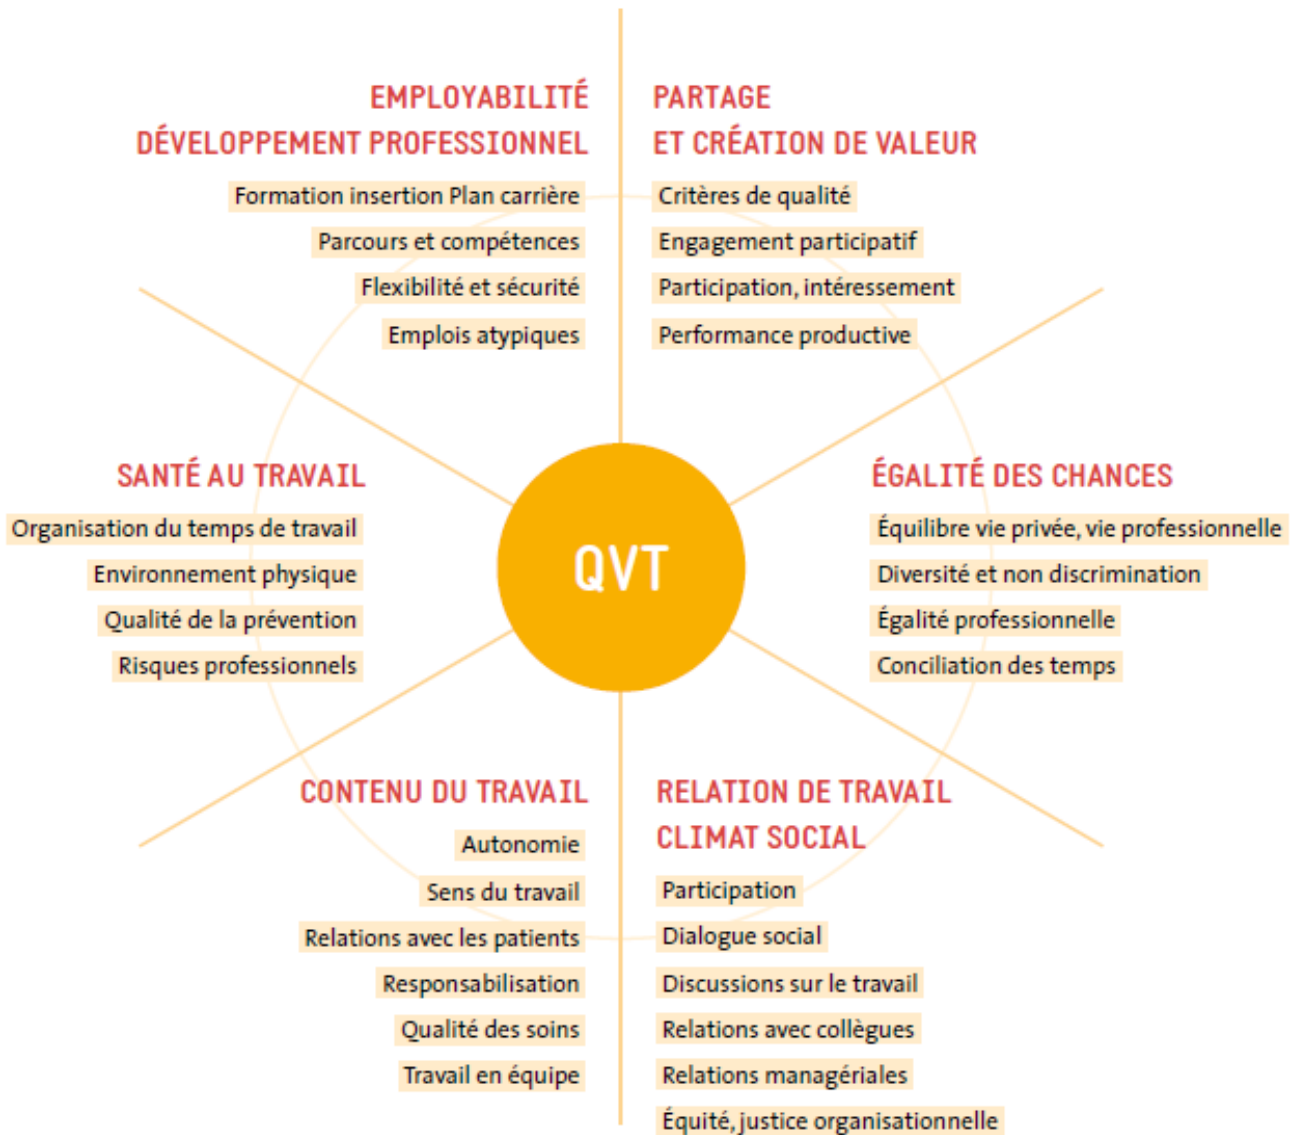 EMPLOYABILITÉ
DÉVELOPPEMENT PROFESSIONNEL
Formation insertion Plan carrière
Parcours et compétences
Flexibilité et sécurité
Emplois atypiques
PARTAGE
ET CRÉATION DE VALEUR
Critères de qualité
Engagement participatif
Participation, intéressement
Performance productive
SANTÉ AU TRAVAIL
Organisation du temps de travail
Environnement physique
Qualité de la prévention
Risques professionnels
QVT
ÉGALITÉ DES CHANCES
Équilibre vie privée, vie professionnelle
Diversité et non discrimination
Égalité professionnelle
Conciliation des temps
CONTENU DU TRAVAIL
Autonomie
Sens du travail
Relations avec les patients
Responsabilisation
Qualité des soins
Travail en équipe
RELATION DE TRAVAIL
CLIMAT SOCIAL
Participation
Dialogue social
Discussions sur le travail
Relations avec collègues
Relations managériales
Équité, justice organisationnelle